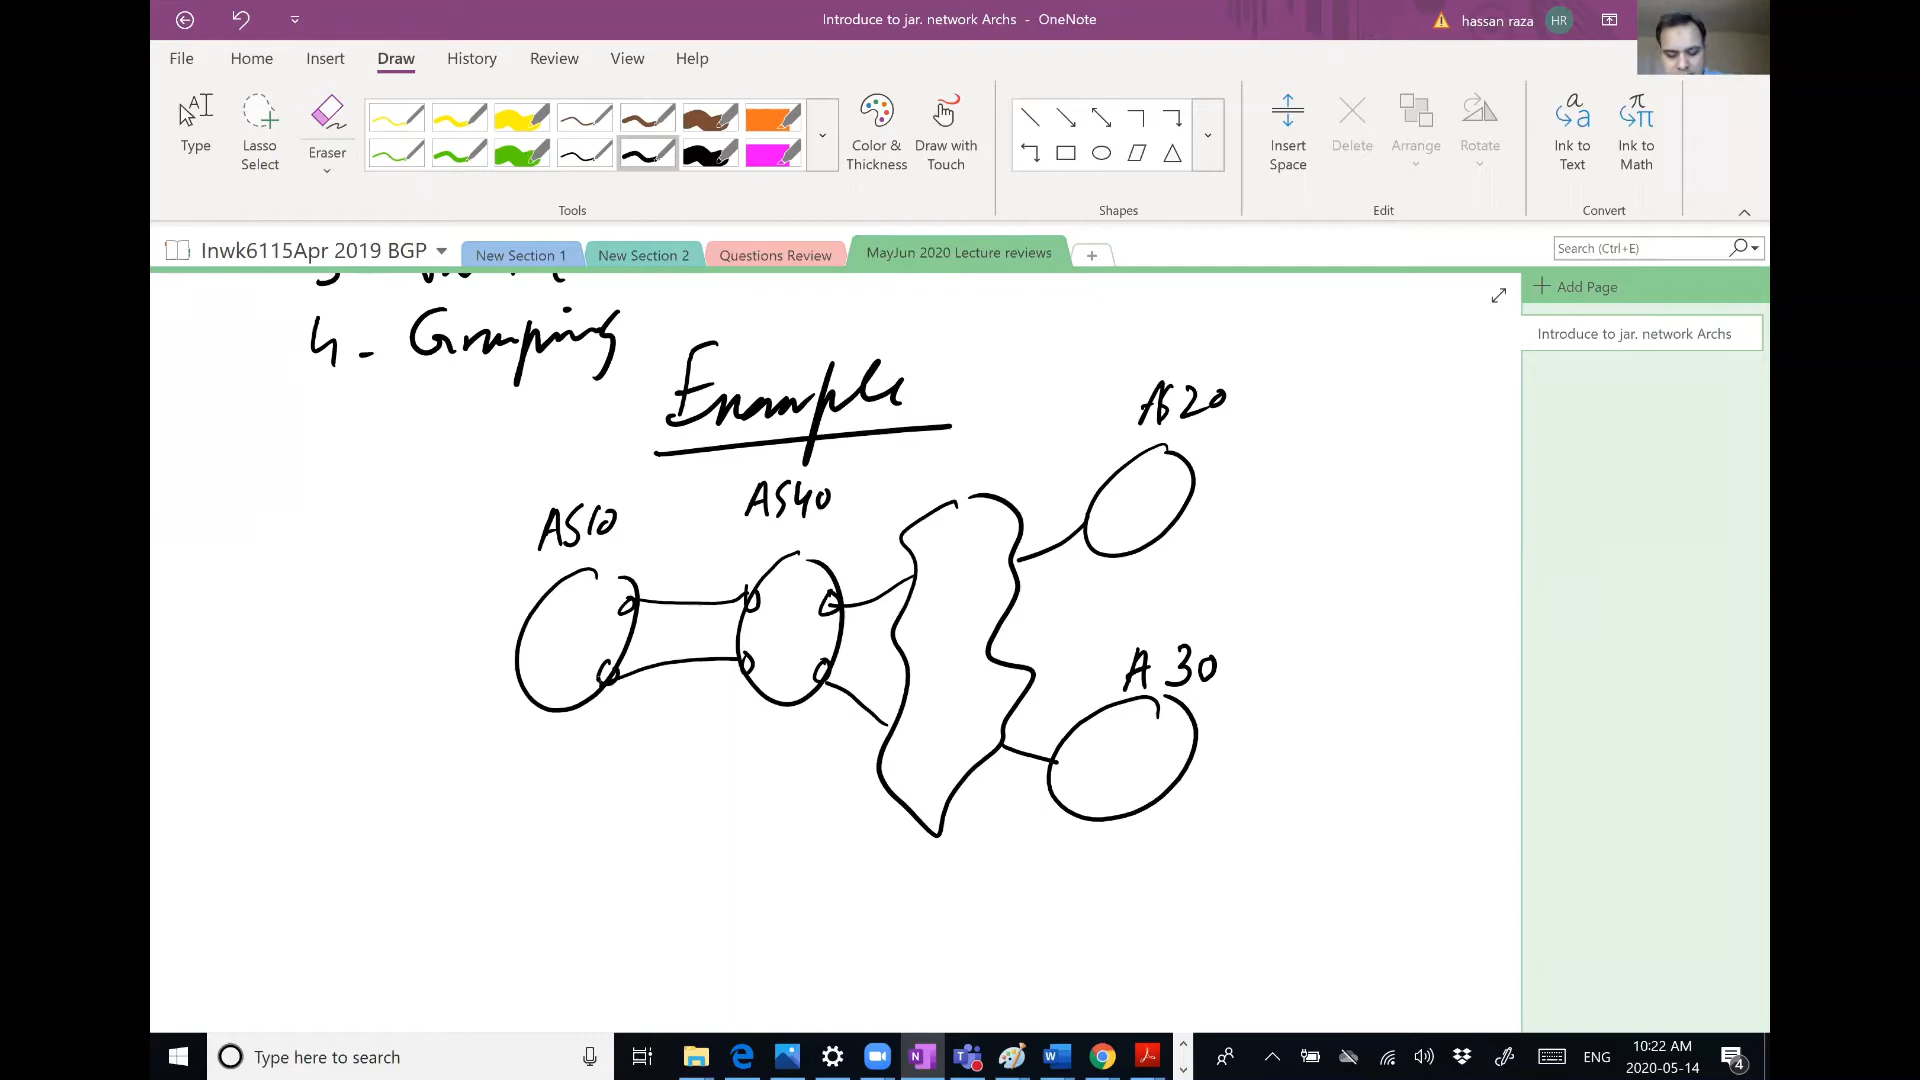 Introduce to jar. network Archs - OneNote
hassan raza HR
File Home Insert Draw History Review View Help
Type
Lasso
Select
Eraser
Color &
Thickness
Draw with
Touch
Insert
Space
Delete
Arrange
Rotate
Ink to
Text
Ink to
Math
Tools
Shapes
Edit
Convert
Inwk6115Apr 2019 BGP
New Section 1
New Section 2
Questions Review
MayJun 2020 Lecture reviews
Search (Ctrl+E)
Add Page
Introduce to jar. network Archs
4- Grouping
Example
AS20
AS40
AS10
A 30
Type here to search
ENG
10:22 AM
2020-05-14
4